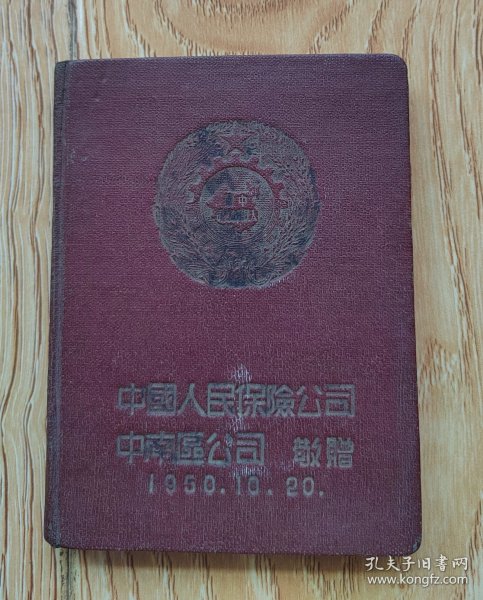 中國人民保險公司
中南區公司 敬贈
1950.10.20.
孔夫子旧书网
www.kongfz.com